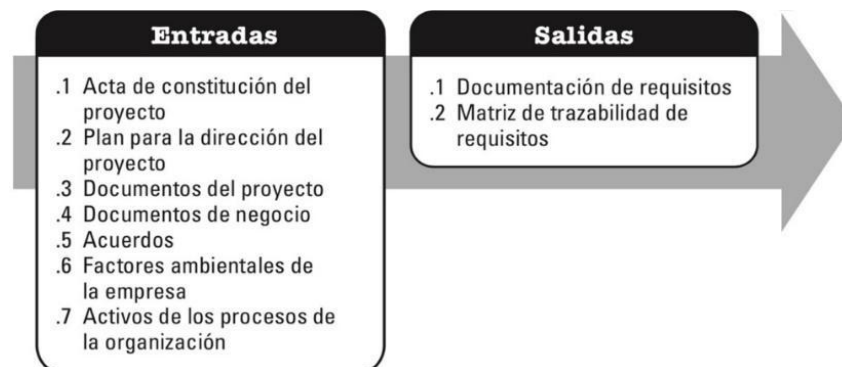 Entradas
.1 Acta de constitución del
proyecto
.2 Plan para la dirección del
proyecto
.3 Documentos del proyecto
.4 Documentos de negocio
.5 Acuerdos
.6 Factores ambientales de
la empresa
.7 Activos de los procesos de
la organización
Salidas
.1 Documentación de requisitos
.2 Matriz de trazabilidad de
requisitos